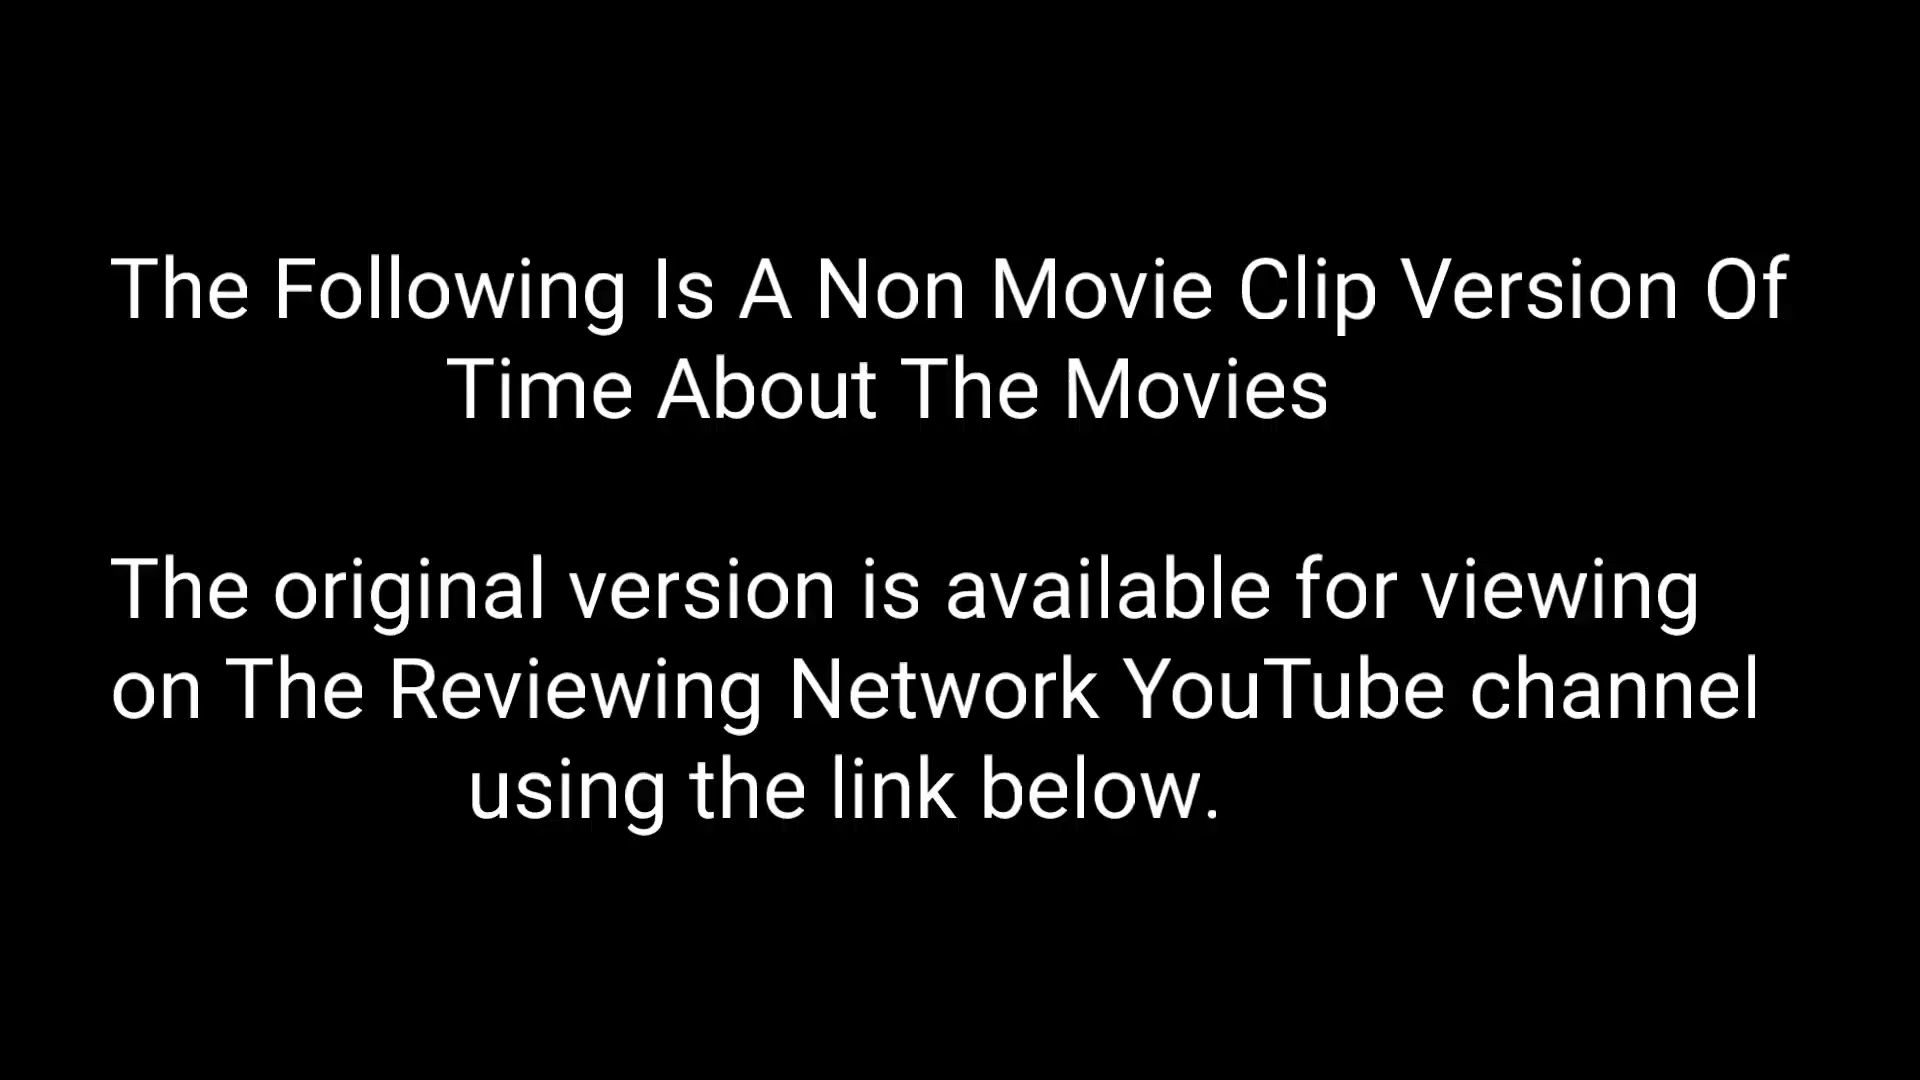 The Following Is A Non Movie Clip Version Of
Time About The Movies
The original version is available for viewing
on The Reviewing Network YouTube channel
using the link below.